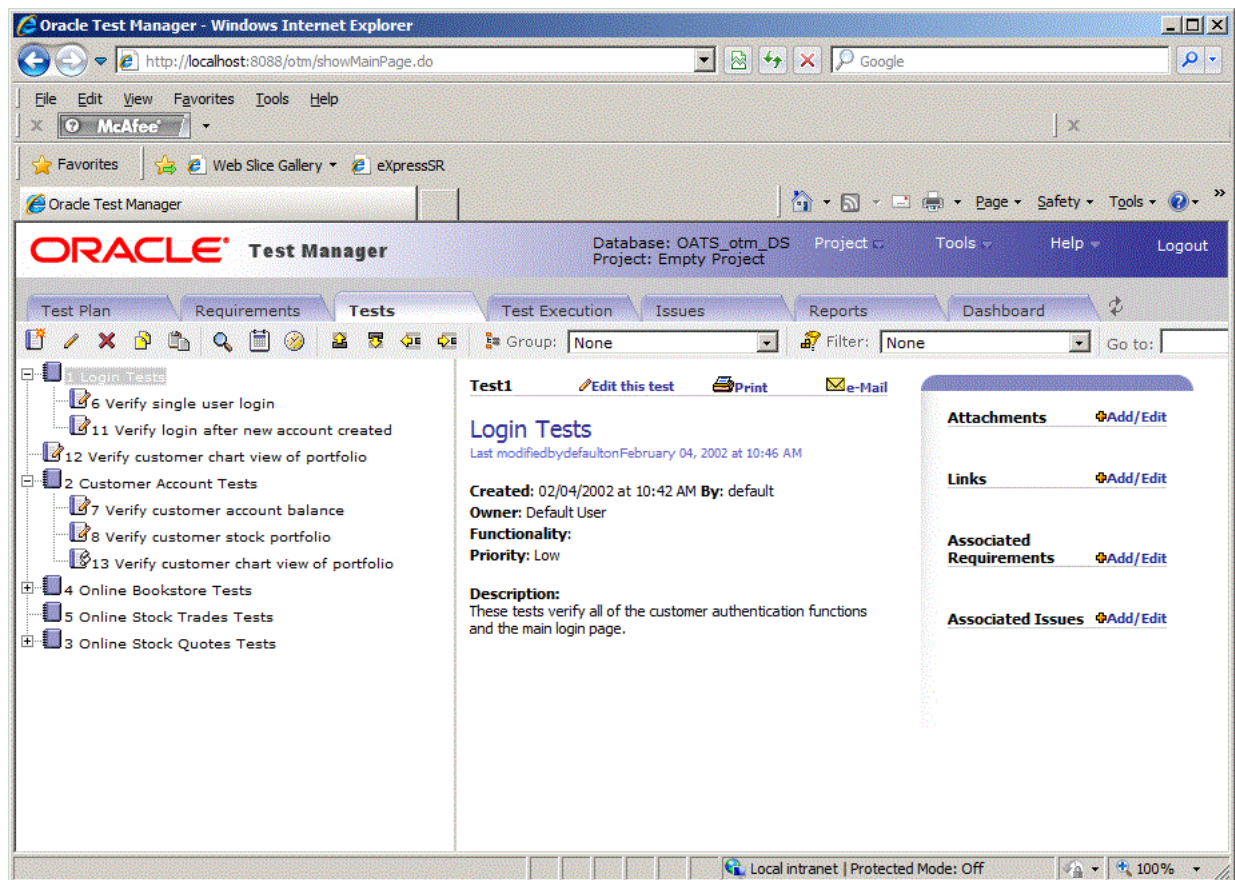 Oracle Test Manager - Windows Internet Explorer
http://localhost:8088/otm/showMainPage.do
Google
File Edit View Favorites Tools Help
McAfee
Favorites Web Slice Gallery eXpressSR
Oracle Test Manager
Page Safety Tools
ORACLE Test Manager
Database: OATS_otm_DS
Project: Empty Project
Project Tools Help Logout
Test Plan Requirements Tests Test Execution Issues Reports Dashboard
Group: None Filter: None Go to:
1 Login Tests
6 Verify single user login
11 Verify login after new account created
12 Verify customer chart view of portfolio
2 Customer Account Tests
7 Verify customer account balance
8 Verify customer stock portfolio
13 Verify customer chart view of portfolio
4 Online Bookstore Tests
5 Online Stock Trades Tests
3 Online Stock Quotes Tests
Test1 Edit this test Print e-Mail
Login Tests
Last modifiedbydefaultonFebruary 04, 2002 at 10:46 AM
Created: 02/04/2002 at 10:42 AM By: default
Owner: Default User
Functionality:
Priority: Low
Description:
These tests verify all of the customer authentication functions
and the main login page.
Attachments Add/Edit
Links Add/Edit
Associated
Requirements Add/Edit
Associated Issues Add/Edit
Local intranet | Protected Mode: Off
100%